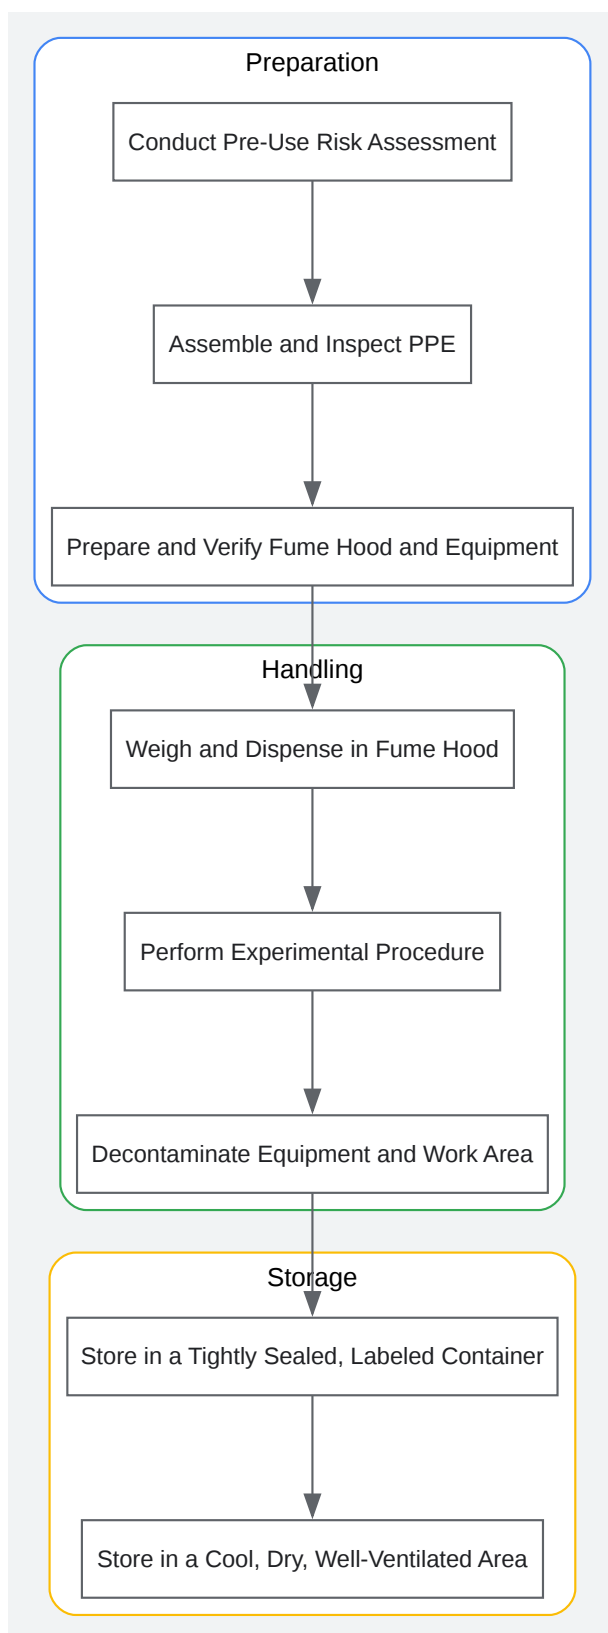 Preparation
Conduct Pre-Use Risk Assessment
Assemble and Inspect PPE
Prepare and Verify Fume Hood and Equipment
Handling
Weigh and Dispense in Fume Hood
Perform Experimental Procedure
Decontaminate Equipment and Work Area
Storage
Store in a Tightly Sealed, Labeled Container
Store in a Cool, Dry, Well-Ventilated Area